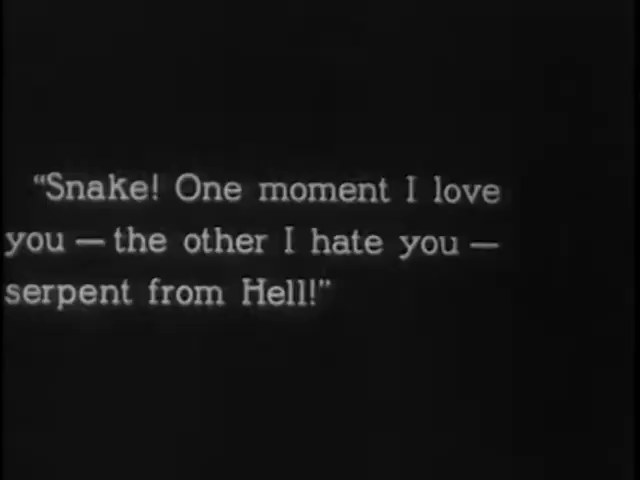 “Snake! One moment I love
you — the other I hate you —
serpent from Hell!”